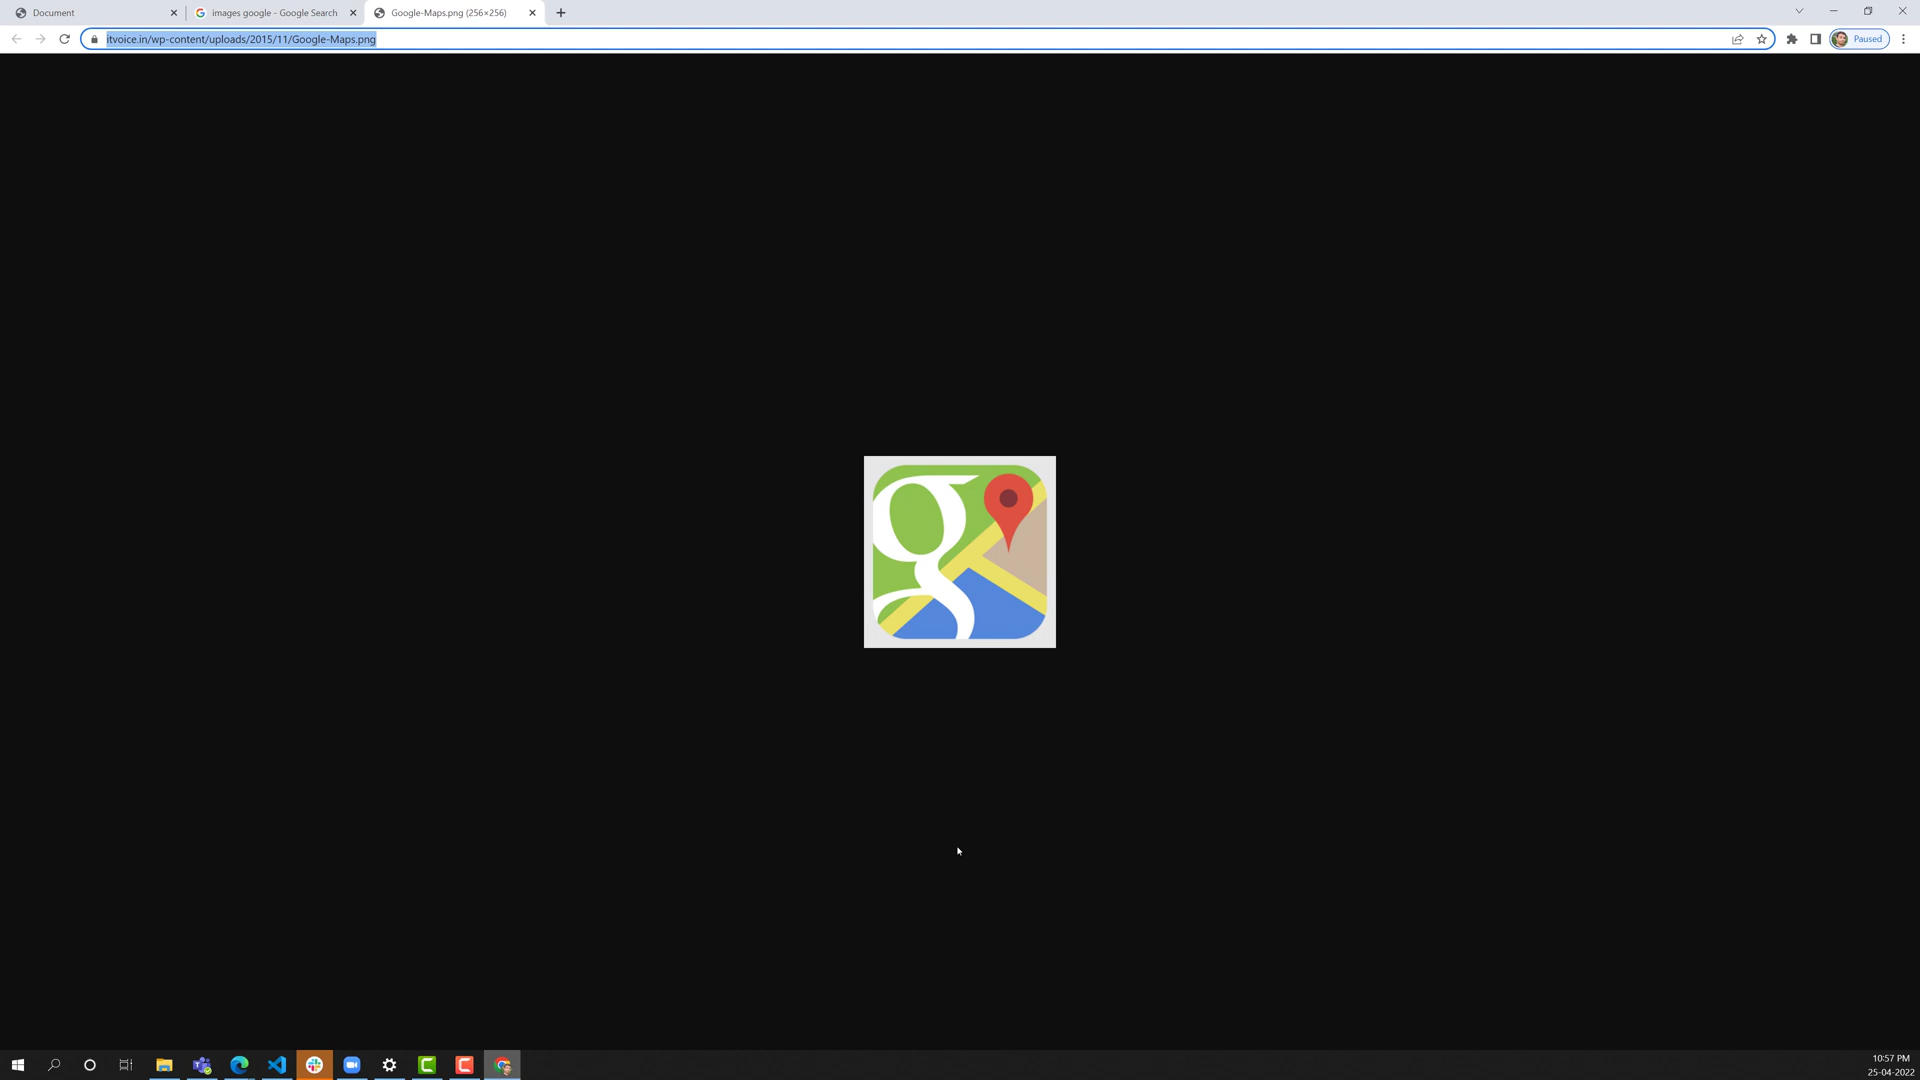 Document
images google - Google Search
Google-Maps.png (256×256)
itvoice.in/wp-content/uploads/2015/11/Google-Maps.png
Paused
g
10:57 PM
25-04-2022